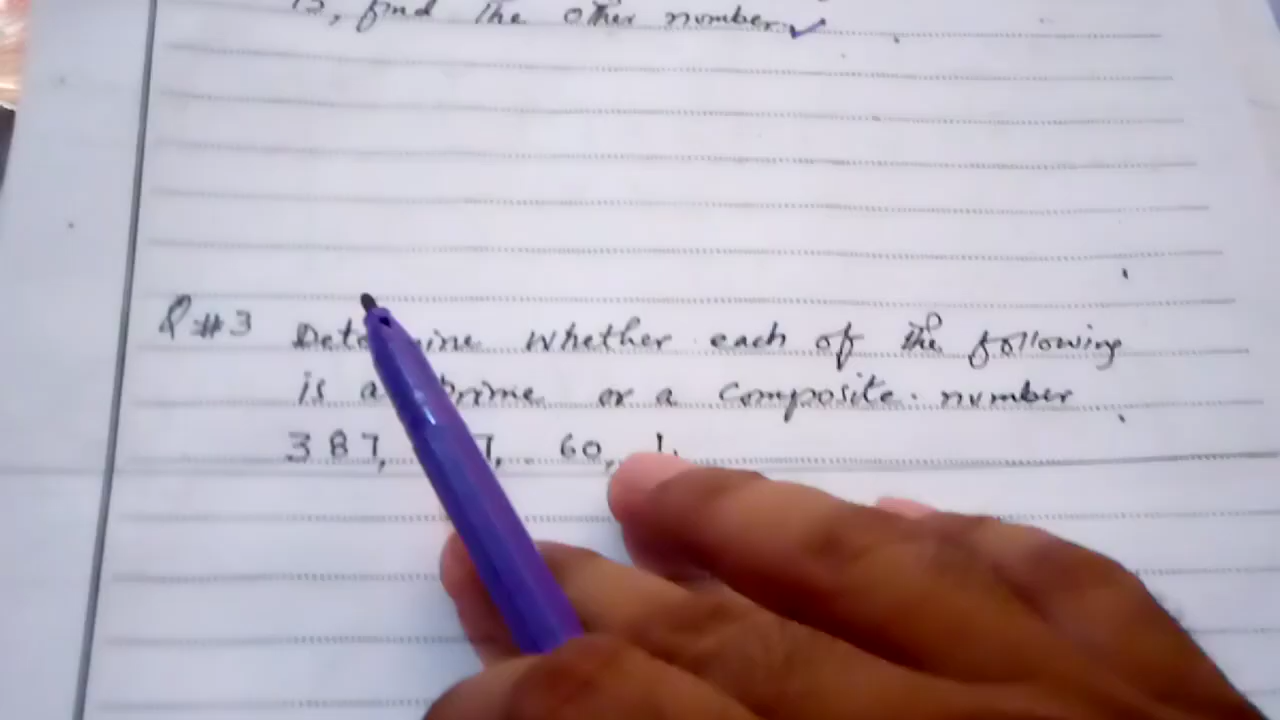 find the other number
Q#3 Determine whether each of the following
is a prime or a composite. number
387, 60,